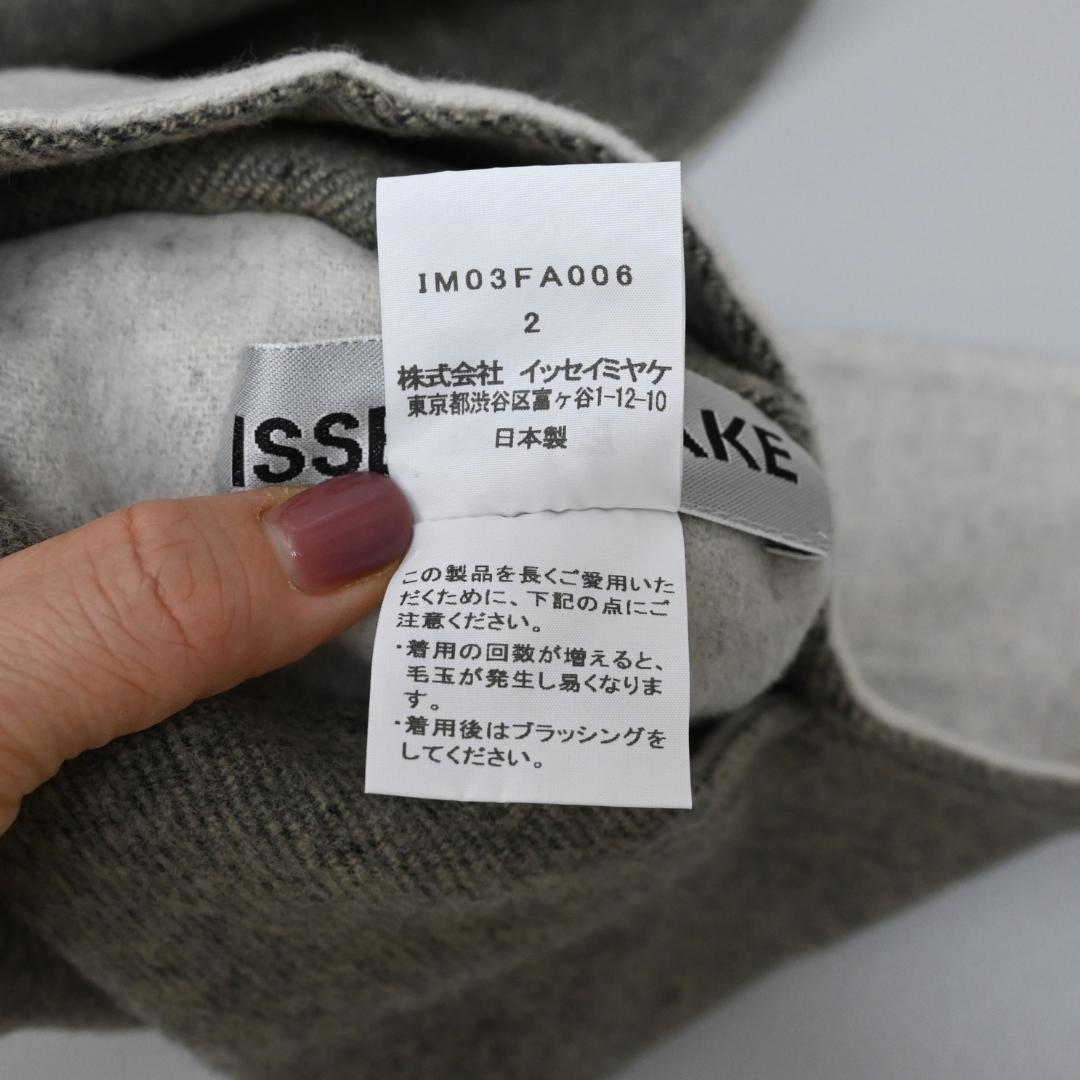 IM03FA006
2
株式会社 イッセイミヤケ
東京都渋谷区富ヶ谷1-12-10
日本製
ISSE AKE
この製品を長くご愛用いた
だくために、下記の点にご
注意ください。
・着用の回数が増えると、
毛玉が発生し易くなりま
す。
・着用後はブラッシングを
してください。